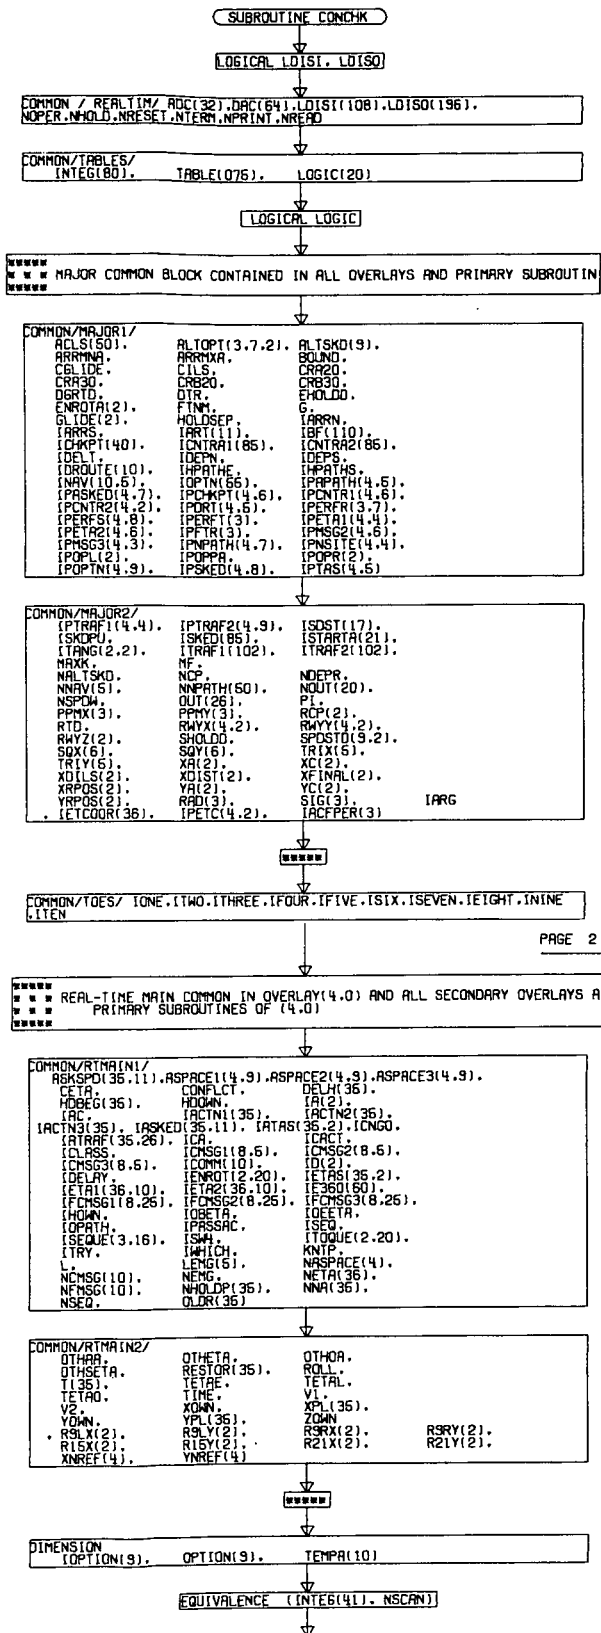 SUBROUTINE CONCHK
LOGICAL LDISI, LDISO
COMMON / REALTIM/ ADC(32),DAC(64),LDISI(108),LDISO(196),
NOPER,NHOLD,NRESET,NTERM,NPRINT,NREAD
COMMON/TABLES/
INTEG(80), TABLE(075), LOGIC(20)
LOGICAL LOGIC
*****
* * * MAJOR COMMON BLOCK CONTAINED IN ALL OVERLAYS AND PRIMARY SUBROUTIN
*****
COMMON/MAJOR1/
ACLS(50), ALTOPT(3,7,2), ALTSKD(9),
ARRMNA, ARRMXA, BOUND,
CGLIDE, CILS, CRA20,
CRA30, CRB20, CRB30,
DGRTD, DTR, EHOLDD,
ENROTA(2), FTNM, G,
GLIDE(2), HOLDSEP, IARRN,
IARRS, IART(11), IBF(110),
ICHKPT(40), ICNTRA1(85), ICNTRA2(85),
IDELT, IDEPN, IDEPS,
IDROUTE(10), IHPATHE, IHPATHS,
INAV(10,5), IOPTN(56), IPAPATH(4,5),
IPASKED(4,7), IPCHKPT(4,6), IPCNTR1(4,6),
IPCNTR2(4,2), IPORT(4,5), IPERFR(3,7),
IPERFS(4,8), IPERFT(3), IPETA1(4,4),
IPETA2(4,6), IPFTR(3), IPMSG2(4,6),
IPMSG3(4,3), IPNPATH(4,7), IPNSITE(4,4),
IPOPL(2), IPOPPA, IPOPR(2),
IPOPTN(4,9), IPSKED(4,8), IPTAS(4,5)
COMMON/MAJOR2/
IPTRAF1(4,4), IPTRAF2(4,9), ISDST(17),
ISKDPU, ISKED(85), ISTARTA(21),
ITANG(2,2), ITRAF1(102), ITRAF2(102),
MAXK, MF,
NALTSKD, NCP, NDEPR,
NNAV(5), NNPATH(60), NOUT(20),
NSPDW, OUT(26), PI,
PPMX(3), PPMY(3), RCP(2),
RTD, RWYX(4,2), RWYY(4,2),
RWYZ(2), SHOLDD, SPDSTD(9,2),
SQX(6), SQY(6), TRIX(5),
TRIY(5), XA(2), XC(2),
XDILS(2), XDIST(2), XFINAL(2),
XRPOS(2), YA(2), YC(2),
YRPOS(2), RAD(3), SIG(3), IARG
, IETCOOR(36), IPETC(4,2), IACFPER(3)
*****
COMMON/TOES/ IONE,ITWO,ITHREE,IFOUR,IFIVE,ISIX,ISEVEN,IEIGHT,ININE
,ITEN
PAGE 2
*****
* * * REAL-TIME MAIN COMMON IN OVERLAY(4,0) AND ALL SECONDARY OVERLAYS A
***** PRIMARY SUBROUTINES OF (4,0)
COMMON/RTMAIN1/
ASKSPD(35,11),ASPACE1(4,9),ASPACE2(4,9),ASPACE3(4,9),
CETA, CONFLCT, DELH(35),
HDBEG(35), HDOWN, IA(2),
IAC, IACTN1(35), IACTN2(35),
IACTN3(35), IASKED(35,11), IATAS(35,2),ICNGO,
IATRAF(35,26), ICA, ICACT,
ICLASS, ICMSG1(8,5), ICMSG2(8,5),
ICMSG3(8,5), ICOMM(10), ID(2),
IDELAY, IENROT(2,20), IETAS(35,2),
IETA1(36,10), IETA2(36,10), IE360(60),
IFCMSG1(8,25), IFCMSG2(8,25), IFCMSG3(8,25),
IHOWN, IOBETA, IOEETA,
IOPATH, IPASSAC, ISEQ,
ISEQUE(3,16), ISWH, ITOQUE(2,20),
ITRY, IWHICH, KNTP,
L, LEMG(5), NASPACE(4),
NCMSG(10), NEMG, NETA(36),
NFMSG(10), NHOLDP(35), NNA(35),
NSEQ, OLDR(35)
COMMON/RTMAIN2/
OTHAA, OTHETA, OTHOA,
OTHSETA, RESTOR(35), ROLL,
T(35), TETAE, TETAL,
TETAO, TIME, V1,
V2, XOWN, XPL(35),
YOWN, YPL(35), ZOWN
, R9LX(2), R9LY(2), R9RX(2), R9RY(2),
R15X(2), R15Y(2), R21X(2), R21Y(2),
XNREF(4), YNREF(4)
*****
DIMENSION
IOPTION(9), OPTION(9), TEMPA(10)
EQUIVALENCE (INTEG(41), NSCAN)